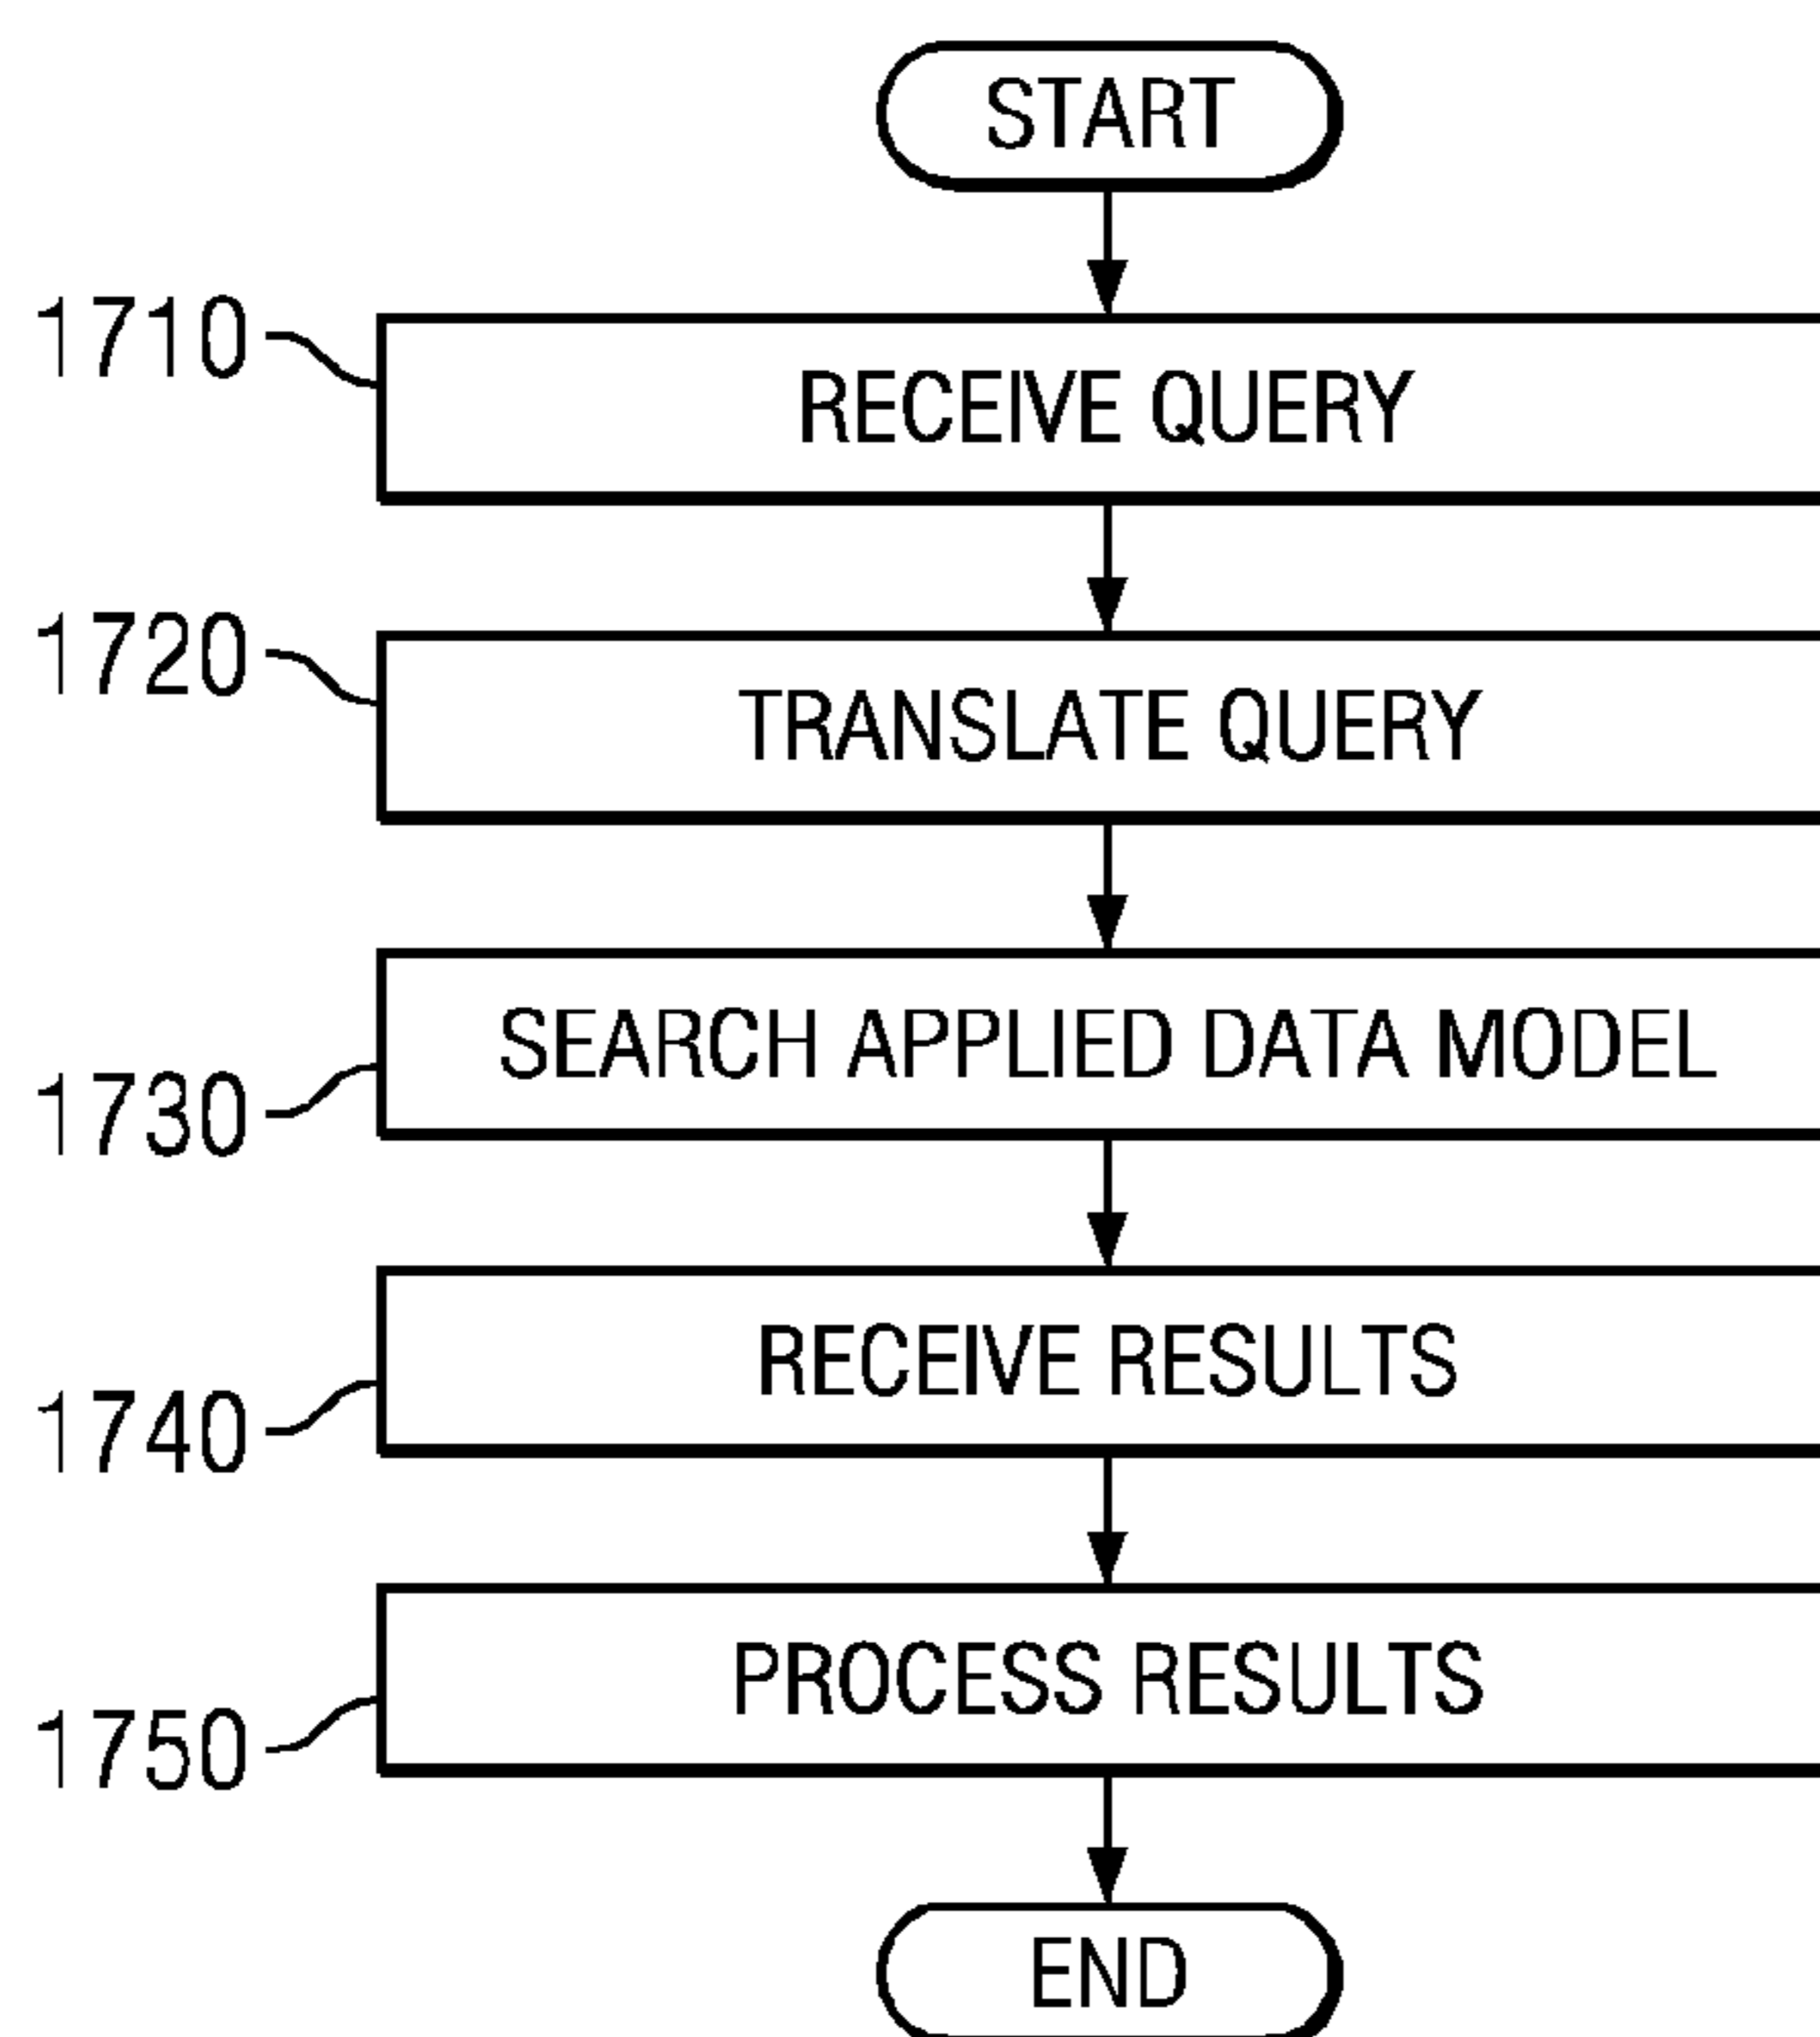 START
1710
RECEIVE QUERY
1720
TRANSLATE QUERY
SEARCH APPLIED DATA MODEL
1730
RECEIVE RESULTS
1740
PROCESS RESULTS
1750
END